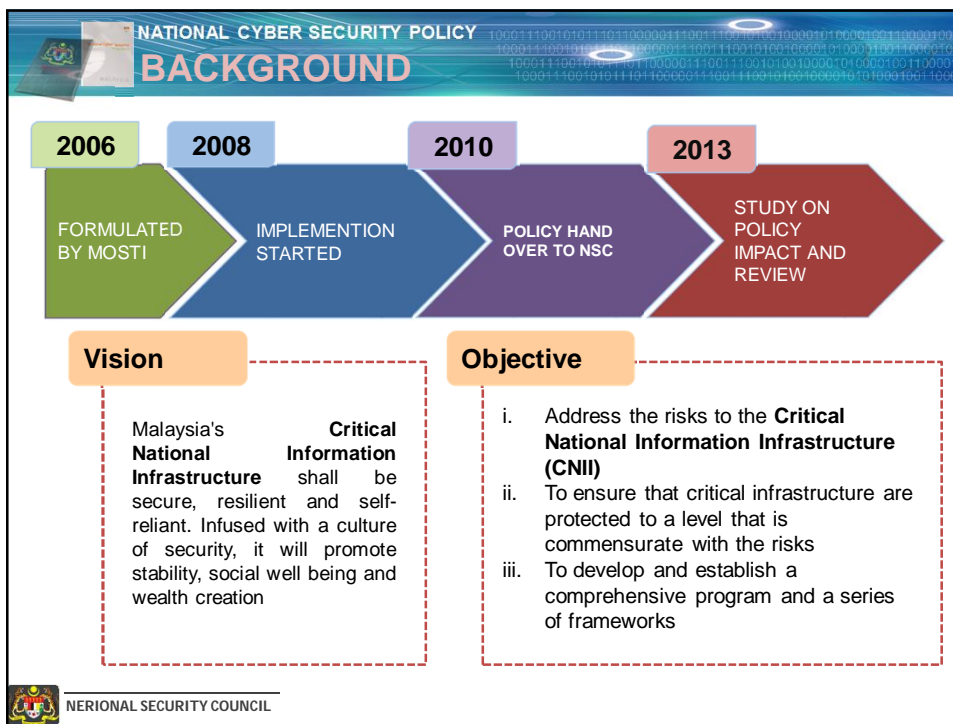 NATIONAL CYBER SECURITY POLICY
BACKGROUND
2006
2008
2010
2013
FORMULATED
BY MOSTI
IMPLEMENTION
STARTED
POLICY HAND
OVER TO NSC
STUDY ON
POLICY
IMPACT AND
REVIEW
Vision
Malaysia's Critical
National Information
Infrastructure shall be
secure, resilient and self-
reliant. Infused with a culture
of security, it will promote
stability, social well being and
wealth creation
Objective
i. Address the risks to the Critical
National Information Infrastructure
(CNII)
ii. To ensure that critical infrastructure are
protected to a level that is
commensurate with the risks
iii. To develop and establish a
comprehensive program and a series
of frameworks
NERIONAL SECURITY COUNCIL